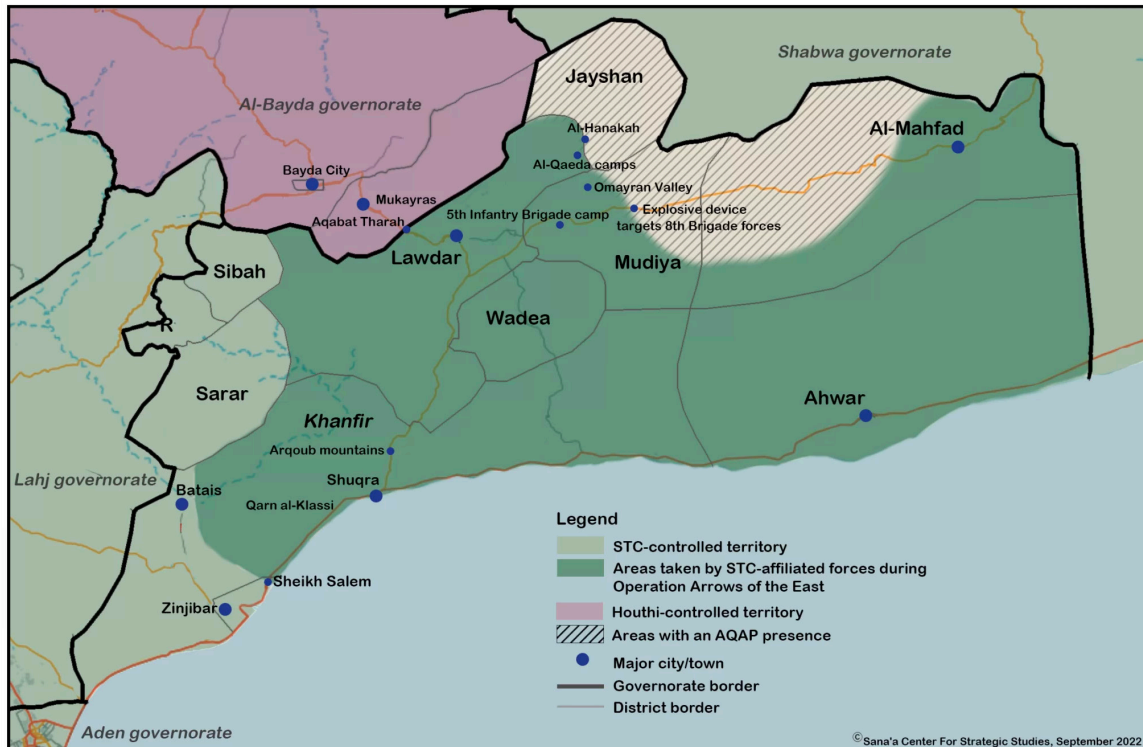 Shabwa governorate
Jayshan
Al-Bayda governorate
Al-Mahfad
Al-Hanakah
Al-Qaeda camps
Bayda City
Omayran Valley
Mukayras
5th Infantry Brigade camp
Explosive device
targets 8th Brigade forces
Aqabat Tharah
Lawdar
Mudiya
Sibah
Wadea
R
Sarar
Ahwar
Khanfir
Arqoub mountains
Lahj governorate
Shuqra
Batais
Qarn al-Klassi
Sheikh Salem
Zinjibar
Aden governorate
Legend
STC-controlled territory
Areas taken by STC-affiliated forces during
Operation Arrows of the East
Houthi-controlled territory
Areas with an AQAP presence
Major city/town
Governorate border
District border
© Sana'a Center For Strategic Studies, September 2022